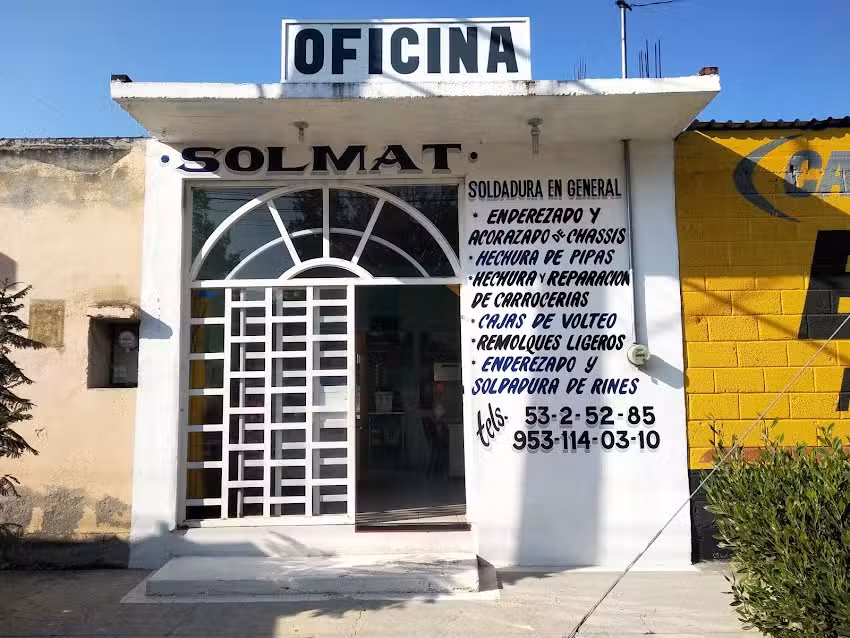 OFICINA
• SOLMAT •
SOLDADURA EN GENERAL
* ENDEREZADO Y
ACORAZADO DE CHASSIS
• HECHURA DE PIPAS
• HECHURA Y REPARACION
DE CARROCERIAS
• CAJAS DE VOLTEO
• REMOLQUES LIGEROS
* ENDEREZADO Y
SOLDADURA DE RINES
tels. 53-2-52-85
953-114-03-10
CA